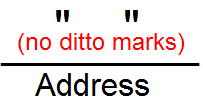 " "
(no ditto marks)
Address